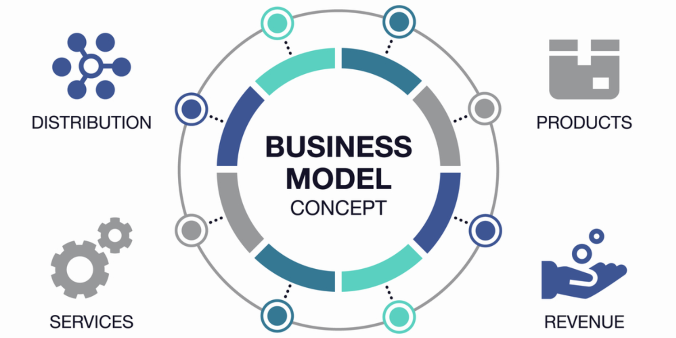 DISTRIBUTION
PRODUCTS
BUSINESS
MODEL
CONCEPT
SERVICES
REVENUE